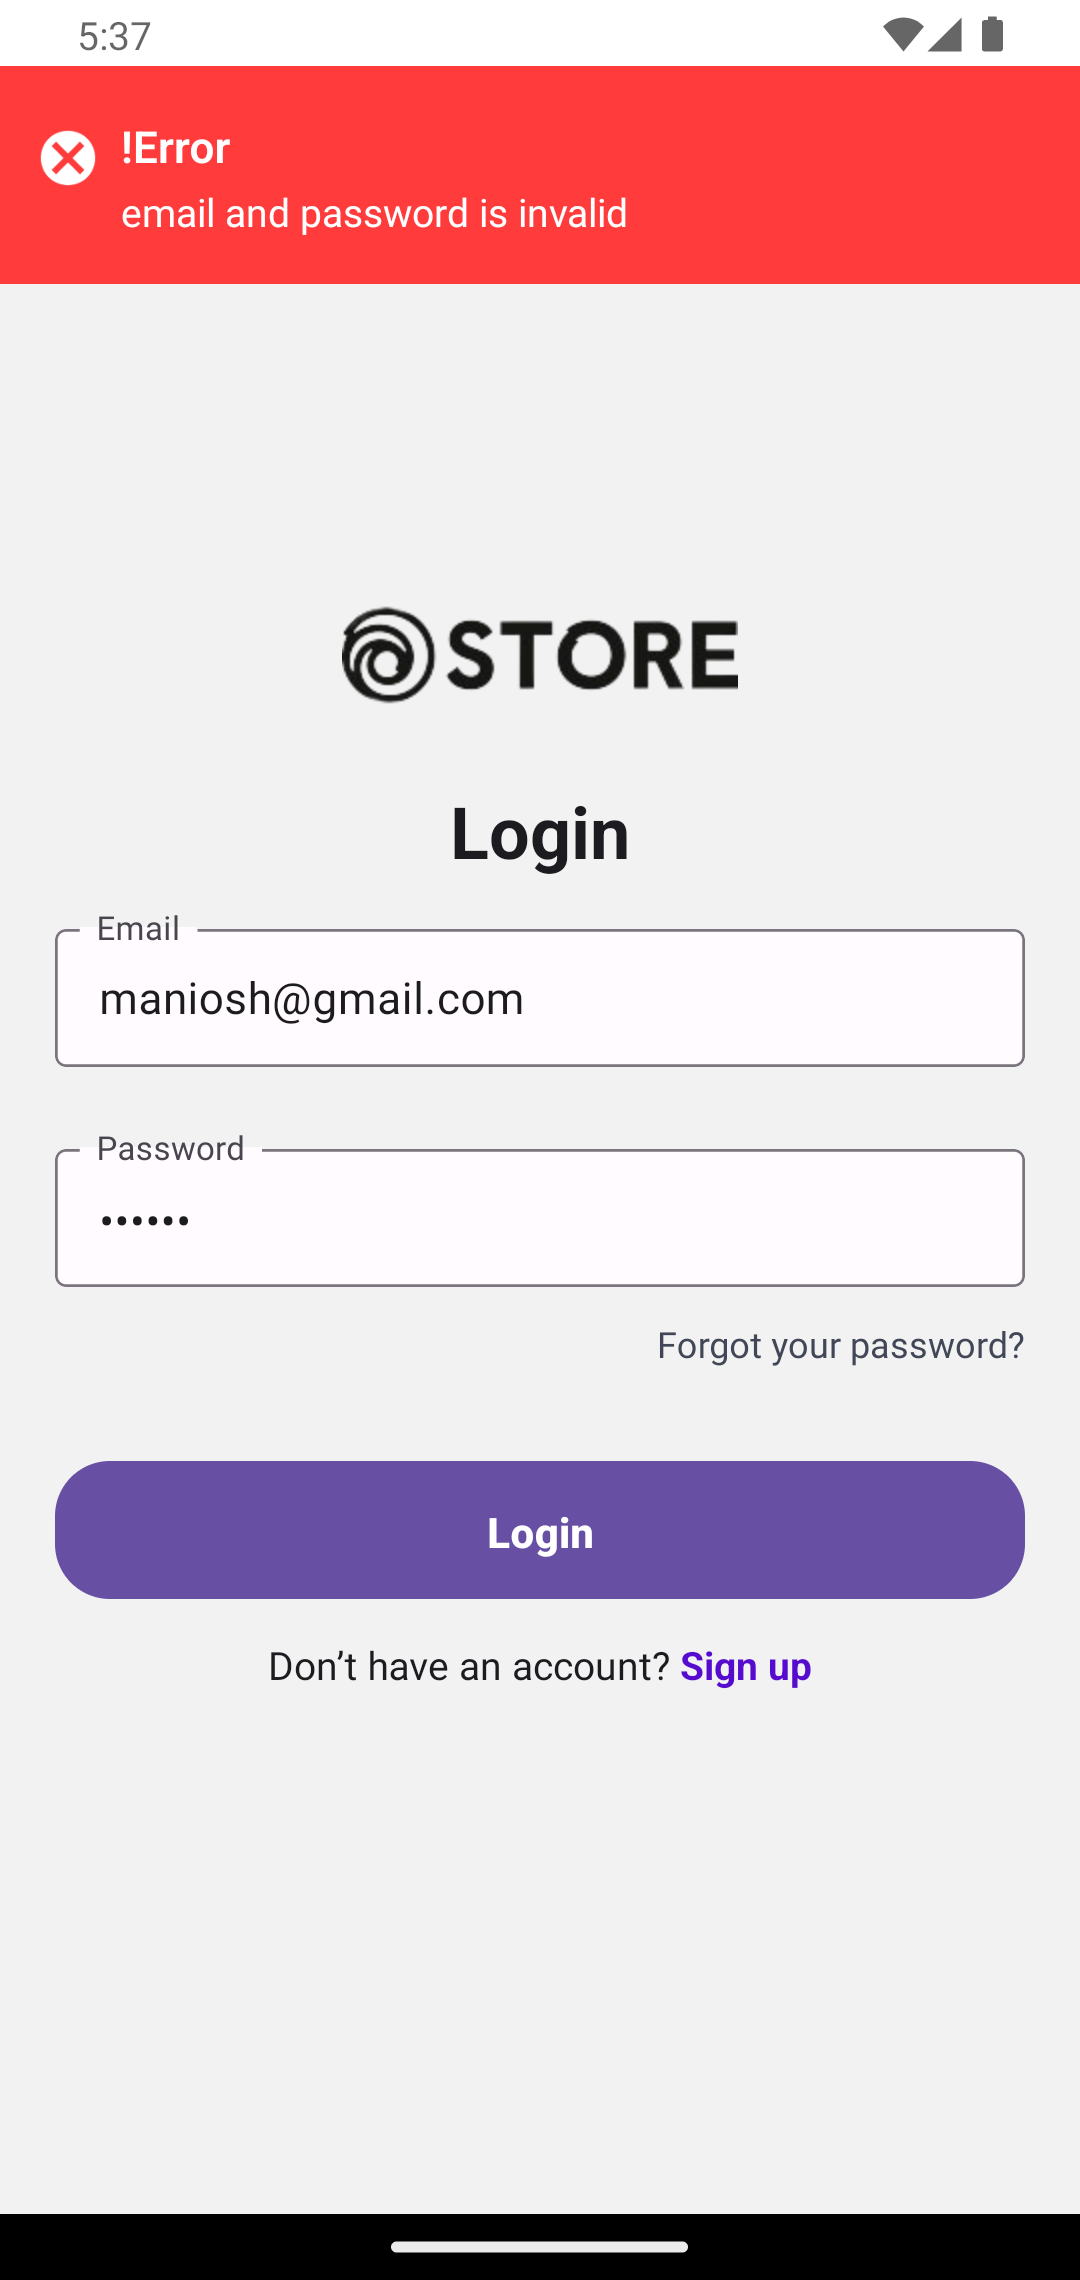 5:37
!Error
email and password is invalid
STORE
Login
Email
maniosh@gmail.com
Password
••••••
Forgot your password?
Login
Don’t have an account? Sign up